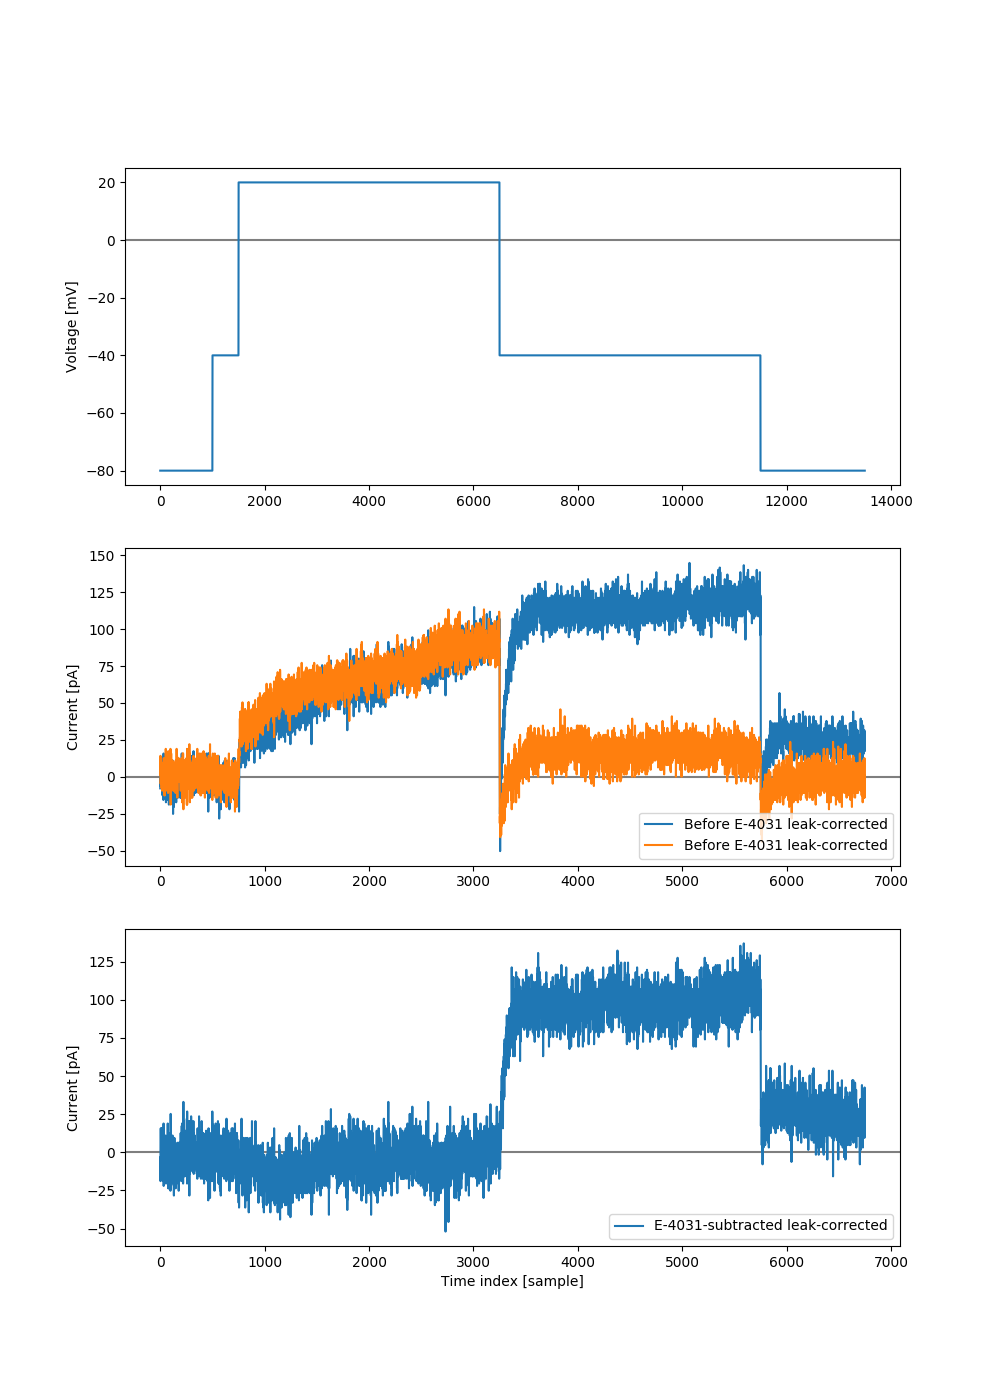 20
0
−20
−40
−60
−80
Voltage [mV]
0 2000 4000 6000 8000 10000 12000 14000
150
125
100
75
50
25
0
−25
−50
Current [pA]
Before E-4031 leak-corrected
Before E-4031 leak-corrected
0 1000 2000 3000 4000 5000 6000 7000
125
100
75
50
25
0
−25
−50
Current [pA]
E-4031-subtracted leak-corrected
0 1000 2000 3000 4000 5000 6000 7000
Time index [sample]